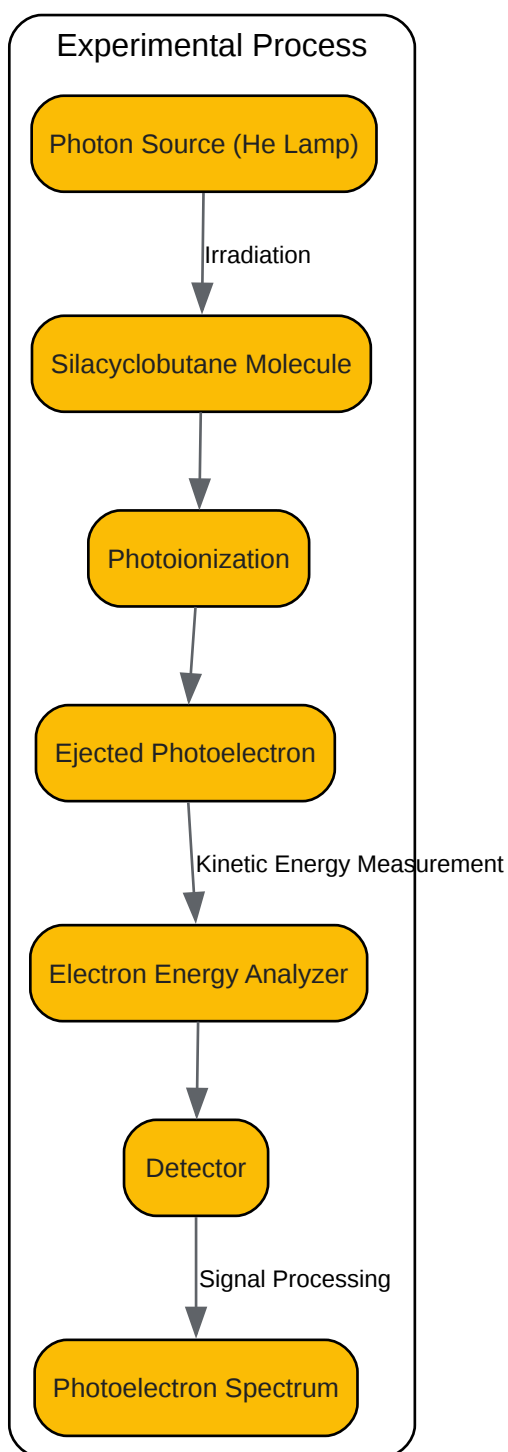 Experimental Process
Photon Source (He Lamp)
Irradiation
Silacyclobutane Molecule
Photoionization
Ejected Photoelectron
Kinetic Energy Measurement
Electron Energy Analyzer
Detector
Signal Processing
Photoelectron Spectrum